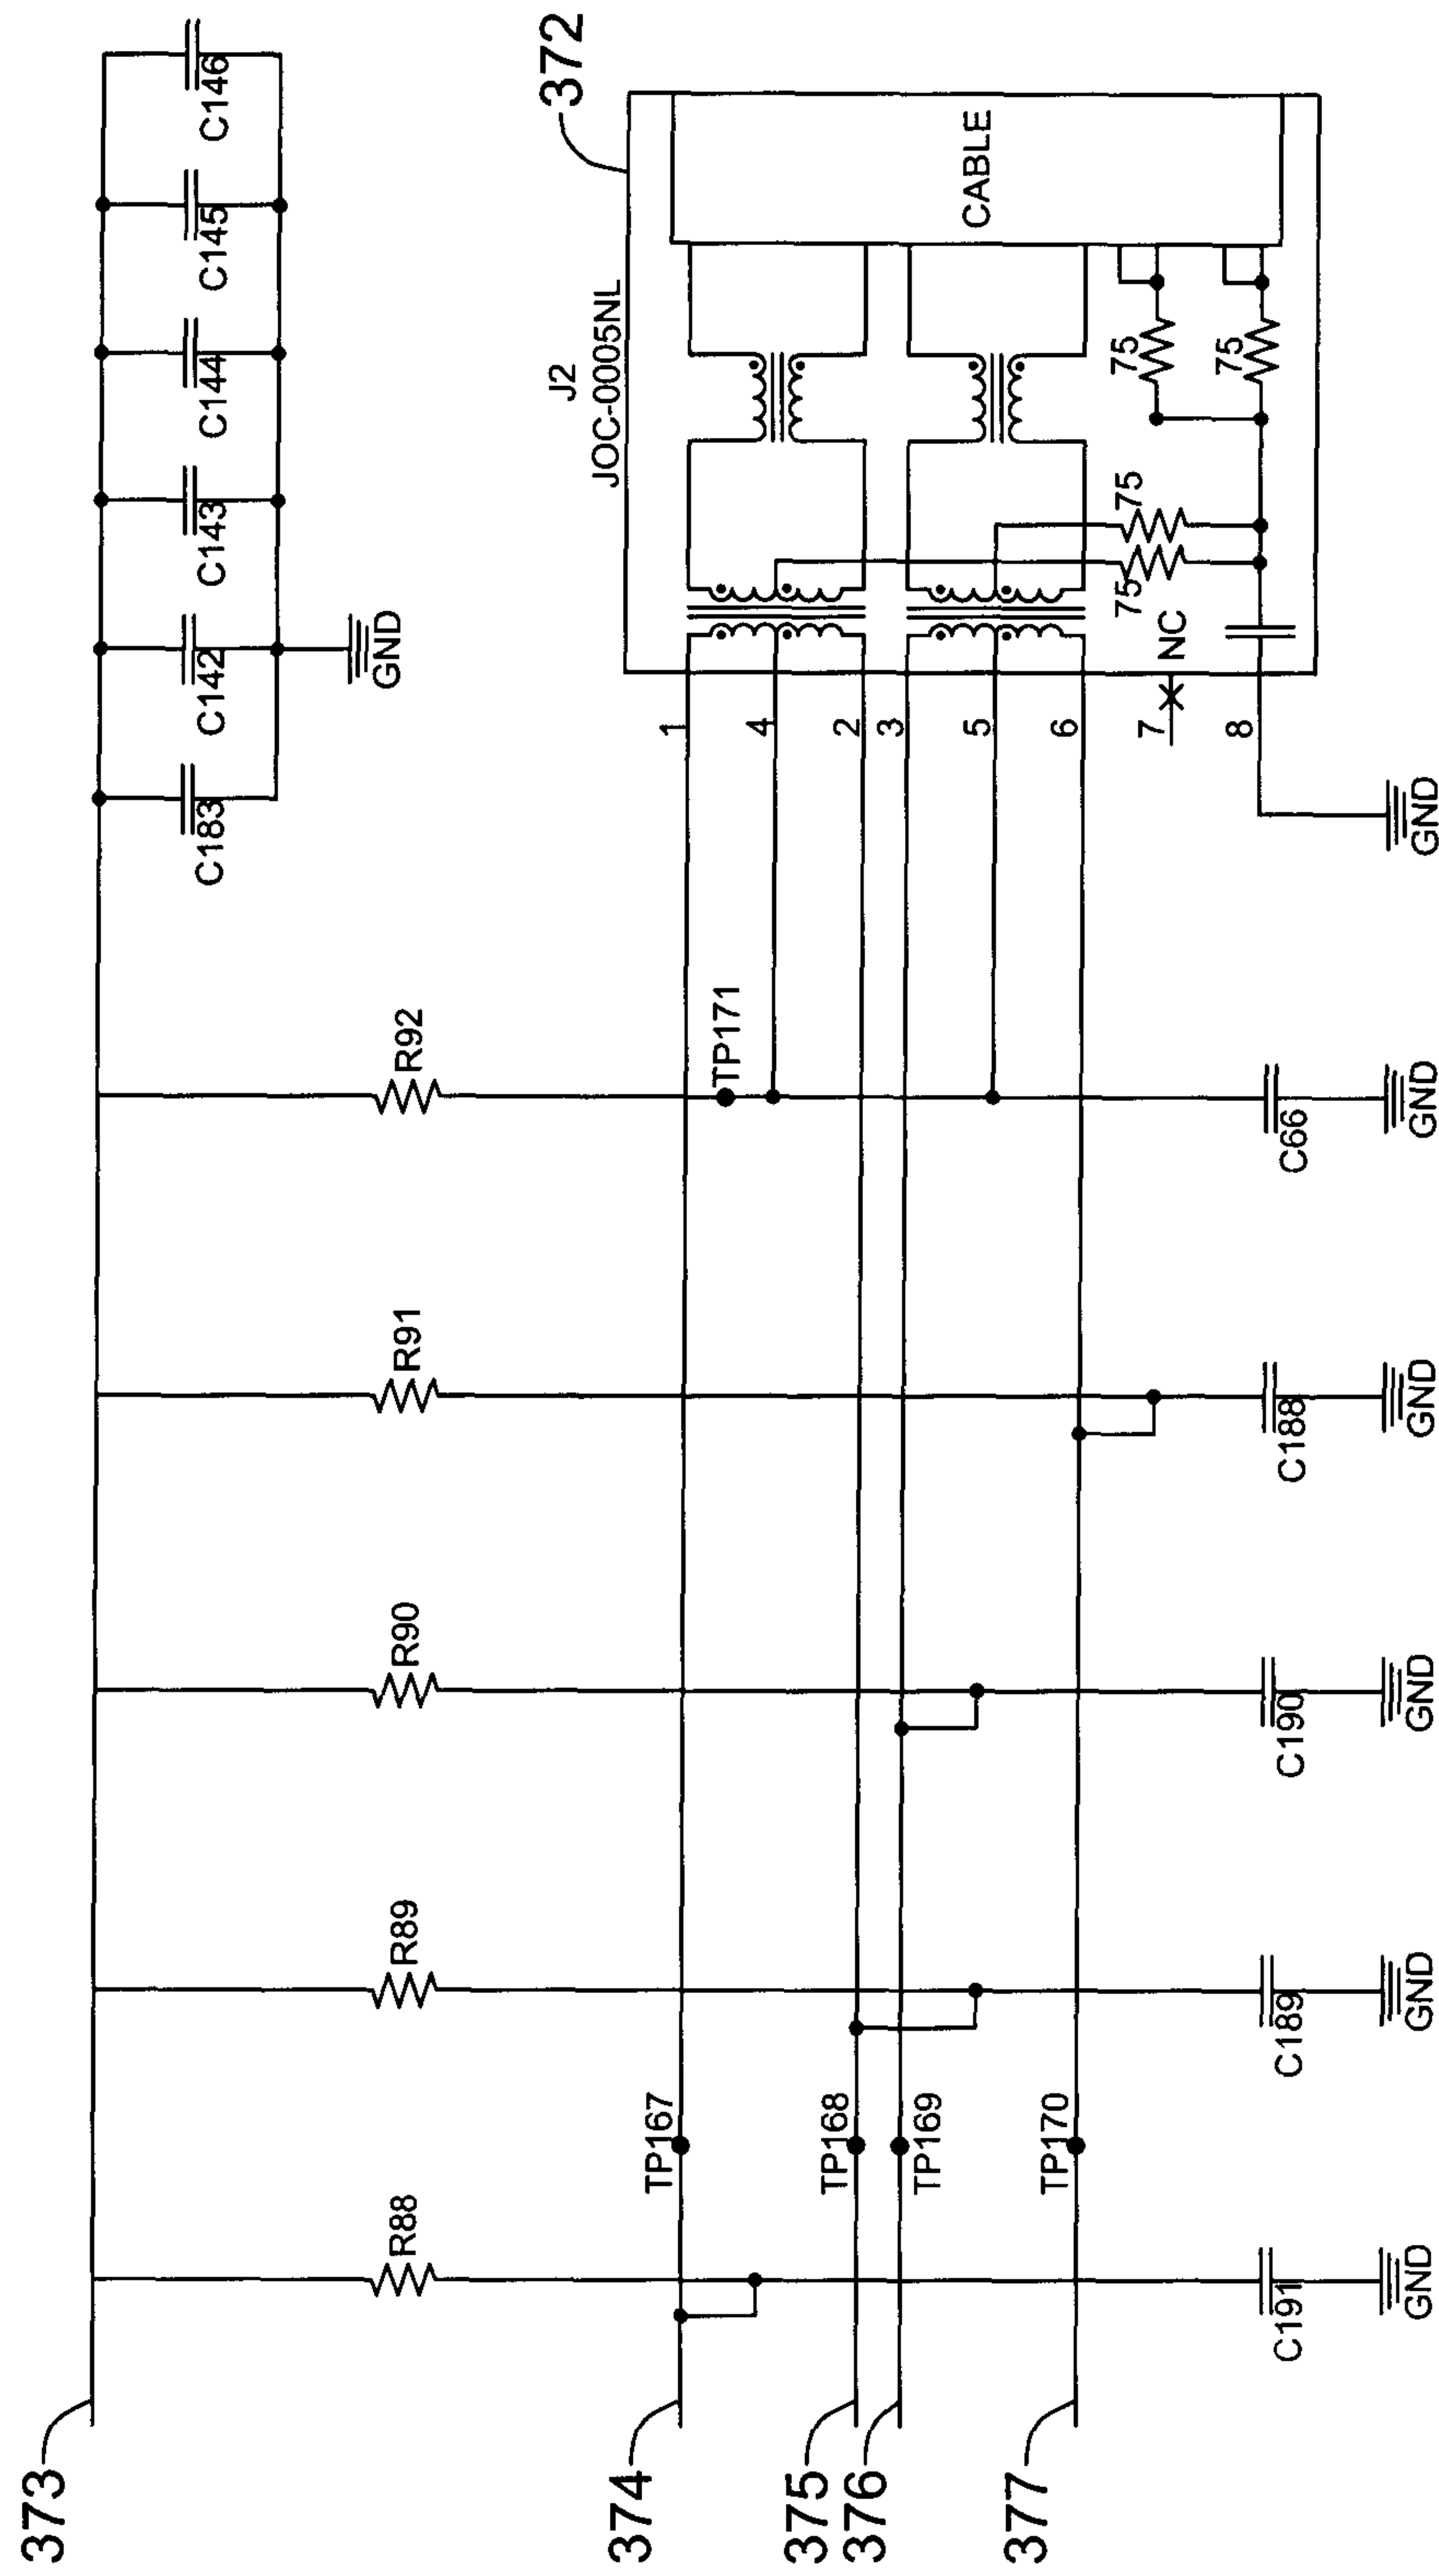 373
C183
C142
C143
C144
C145
C146
GND
R88
R89
R90
R91
R92
372
J2
JOC-0005NL
374
TP167
TP171
1
4
2
3
5
6
7
NC
8
75
75
75
75
CABLE
375
TP168
376
TP169
377
TP170
C191
C189
C190
C188
C66
GND
GND
GND
GND
GND
GND